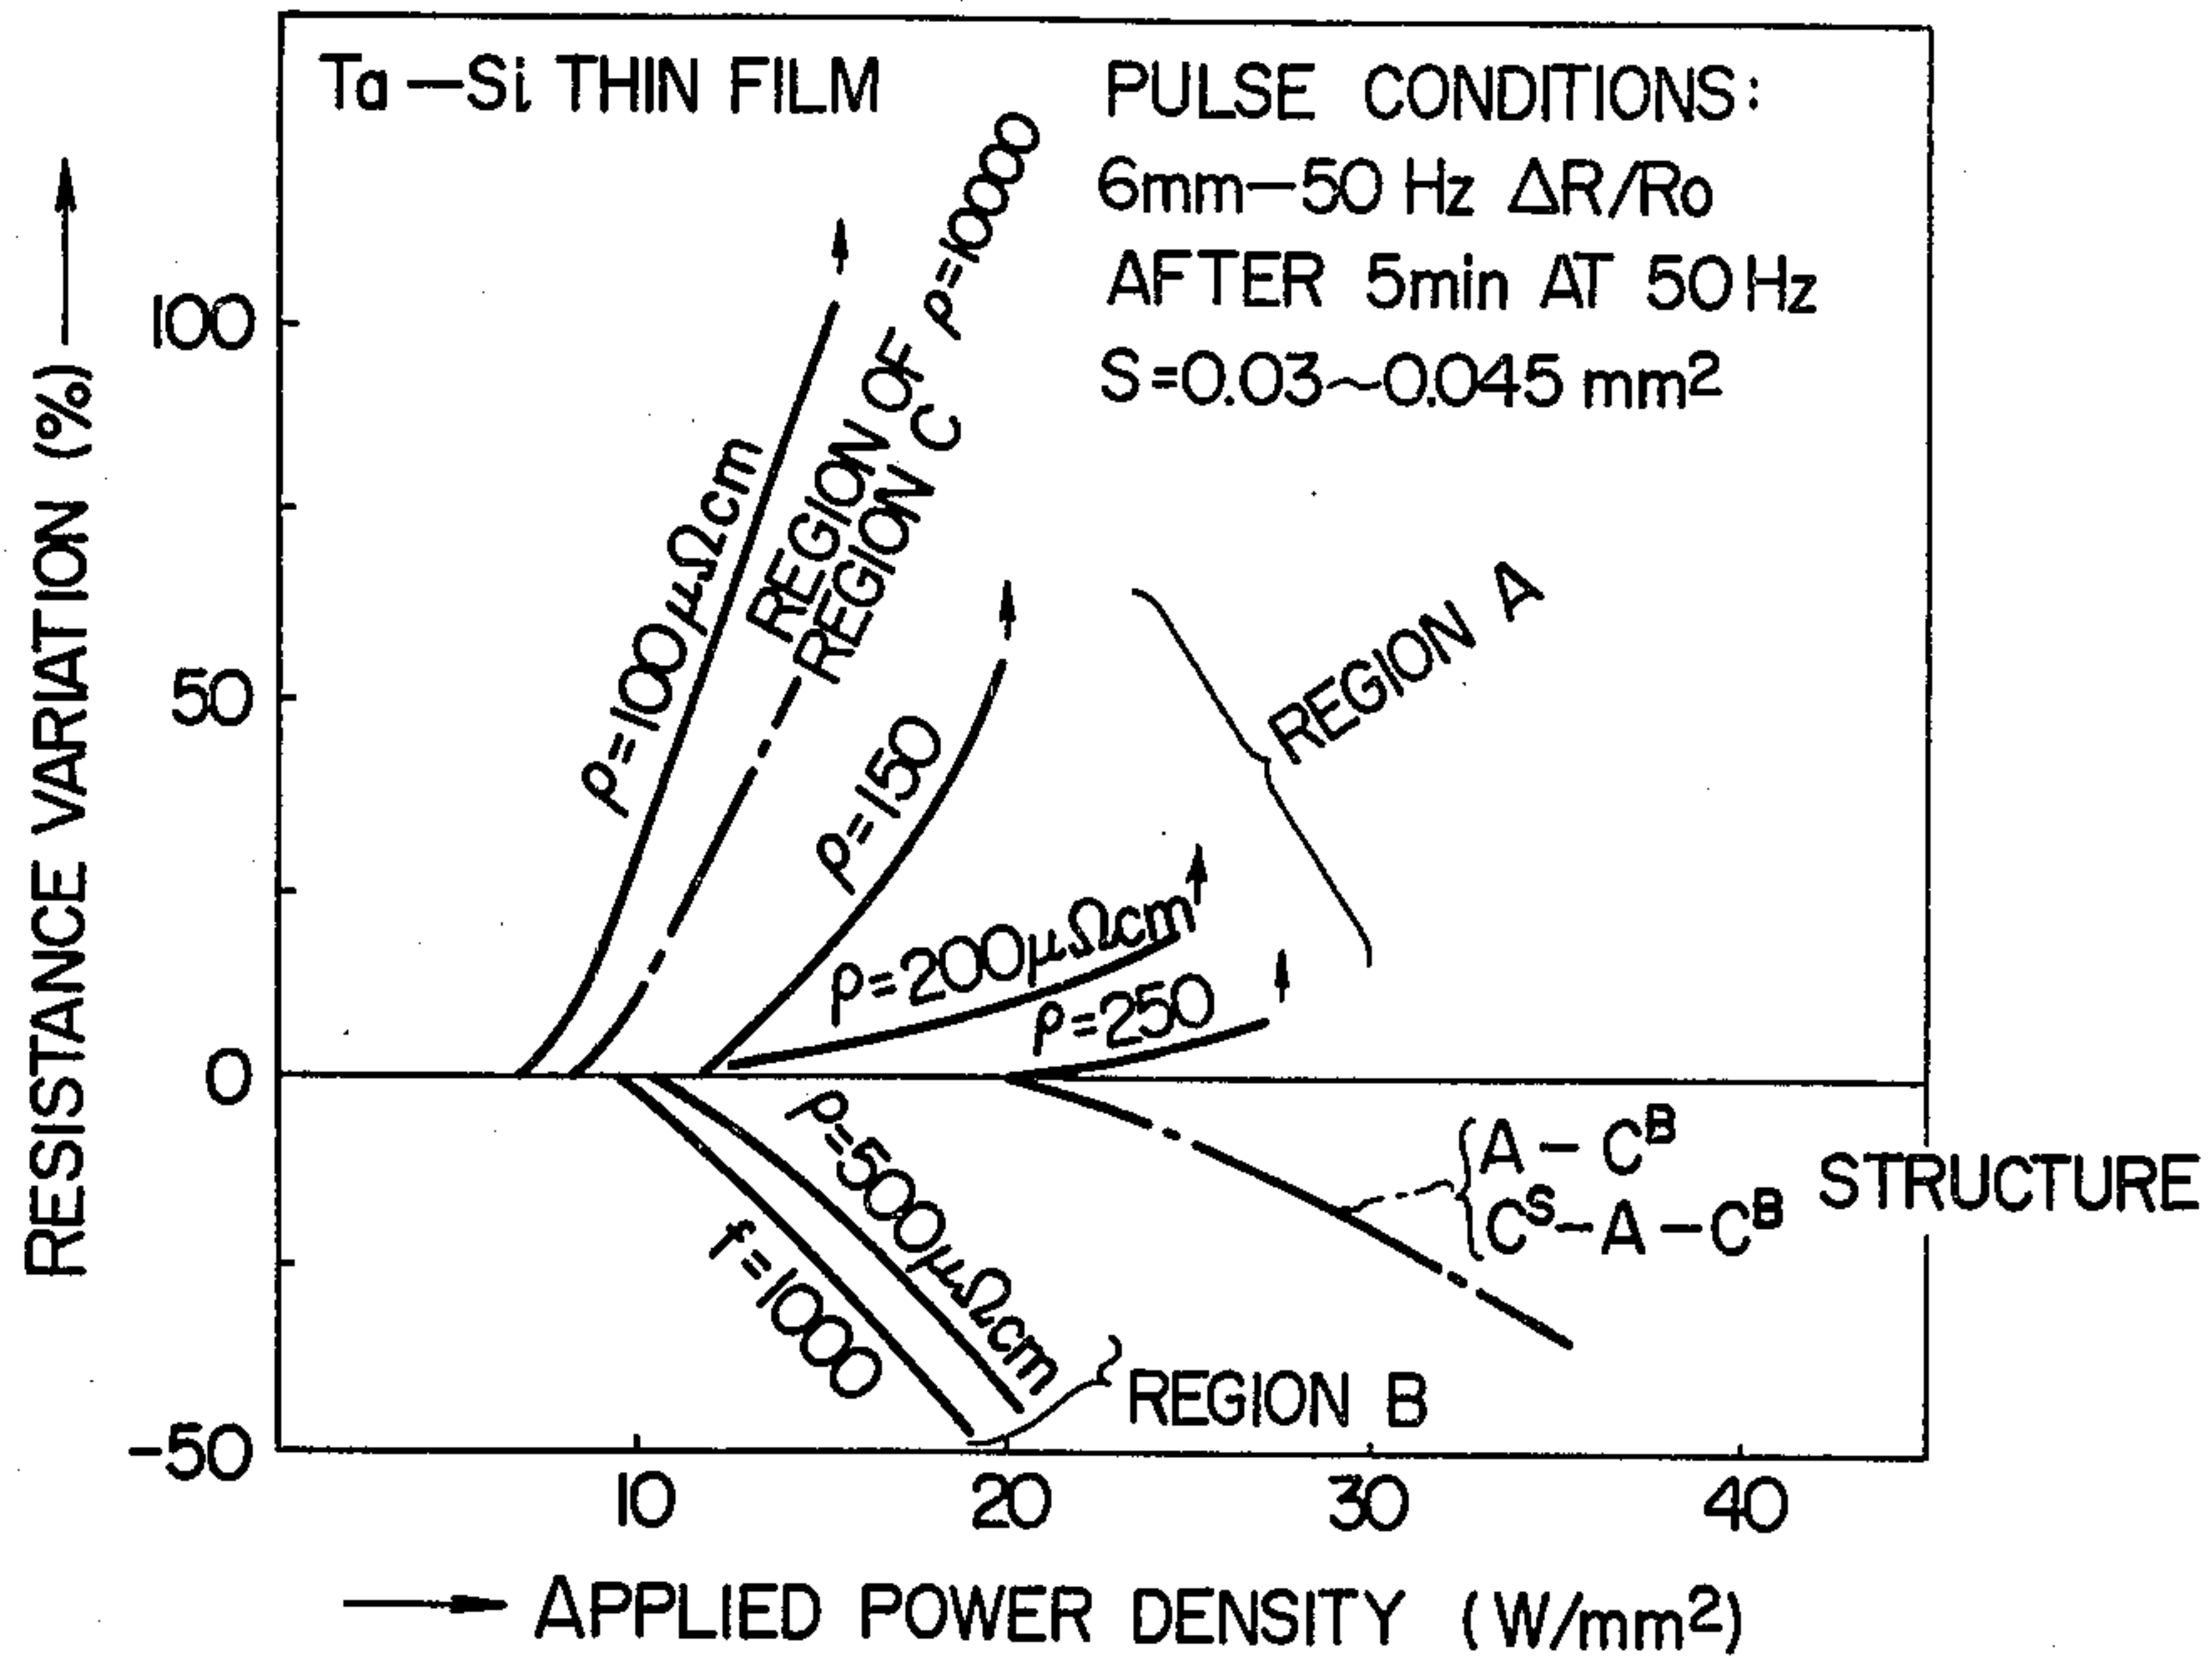 Ta—Si THIN FILM
PULSE CONDITIONS:
6mm—50 Hz ΔR/Ro
AFTER 5min AT 50Hz
S=0.03~0.045 mm²
RESISTANCE VARIATION (%)
100
50
0
-50
ρ=100μΩcm
REGION OF ρ=10000
REGION C
ρ=150
ρ=200μΩcm
ρ=250
REGION A
ρ=500μΩcm
f=1000
REGION B
A-Cᴮ
Cˢ-A-Cᴮ
STRUCTURE
10
20
30
40
APPLIED POWER DENSITY (W/mm²)